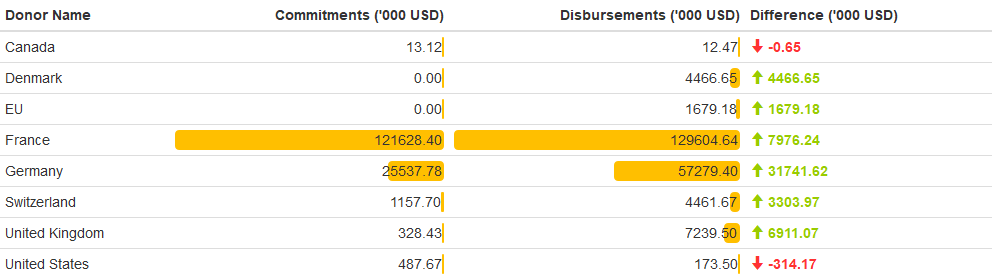 Donor Name Commitments ('000 USD) Disbursements ('000 USD) Difference ('000 USD)
Canada 13.12 12.47 -0.65
Denmark 0.00 4466.65 4466.65
EU 0.00 1679.18 1679.18
France 121628.40 129604.64 7976.24
Germany 25537.78 57279.40 31741.62
Switzerland 1157.70 4461.67 3303.97
United Kingdom 328.43 7239.50 6911.07
United States 487.67 173.50 -314.17